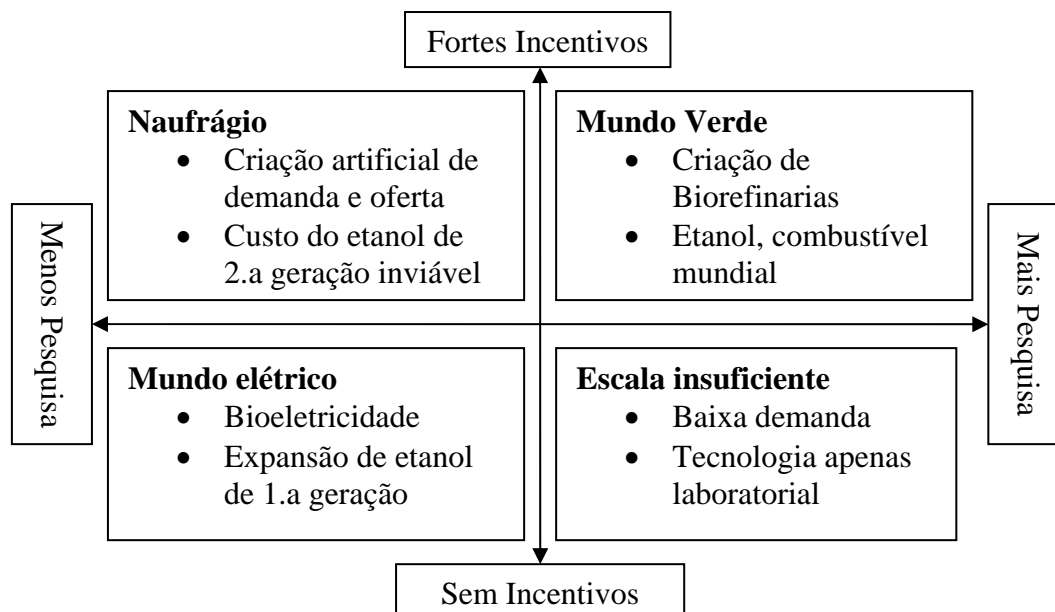 Fortes Incentivos
Naufrágio
• Criação artificial de
demanda e oferta
• Custo do etanol de
2.a geração inviável
Mundo Verde
• Criação de
Biorefinarias
• Etanol, combustível
mundial
Menos Pesquisa
Mais Pesquisa
Mundo elétrico
• Bioeletricidade
• Expansão de etanol
de 1.a geração
Escala insuficiente
• Baixa demanda
• Tecnologia apenas
laboratorial
Sem Incentivos